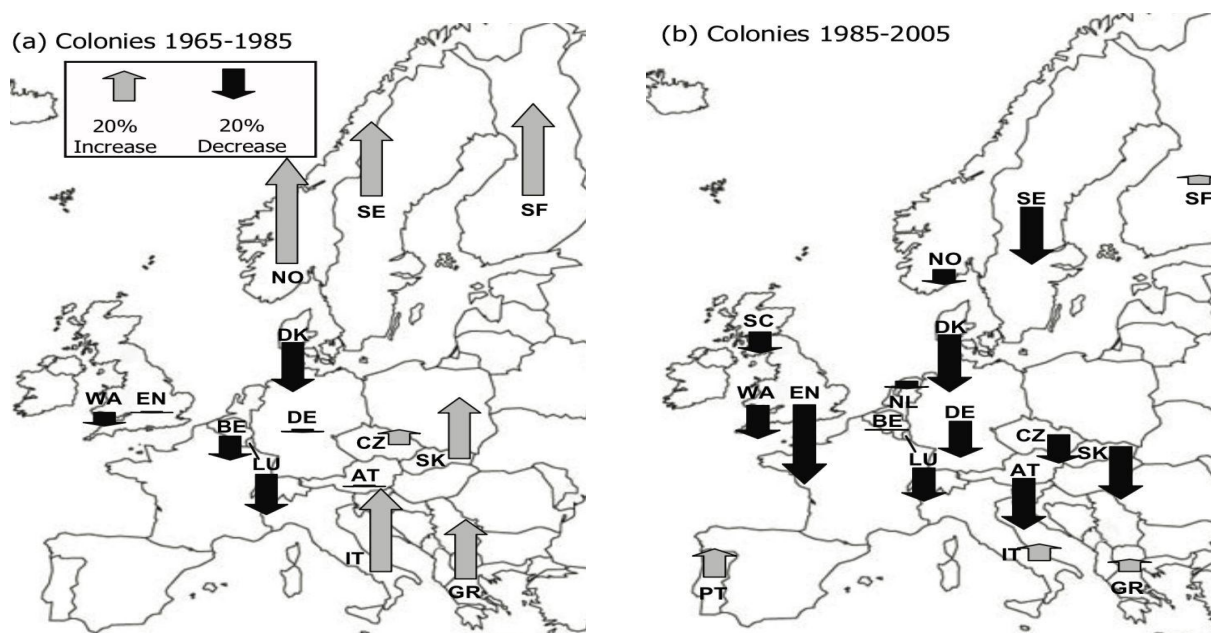 (a) Colonies 1965-1985
20% 20%
Increase Decrease
NO
SE
SF
DK
WA EN
BE
DE
LU
CZ
SK
AT
IT
GR
(b) Colonies 1985-2005
SF
SE
NO
SC
DK
WA EN
NL
BE
DE
LU
CZ
SK
AT
IT
PT
GR